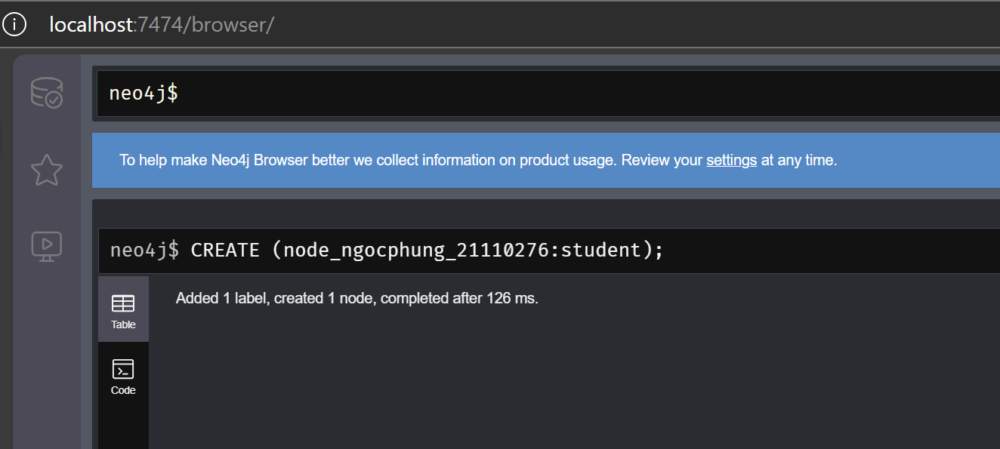 localhost:7474/browser/
neo4j$
To help make Neo4j Browser better we collect information on product usage. Review your settings at any time.
neo4j$ CREATE (node_ngocphung_21110276:student);
Added 1 label, created 1 node, completed after 126 ms.
Table
Code